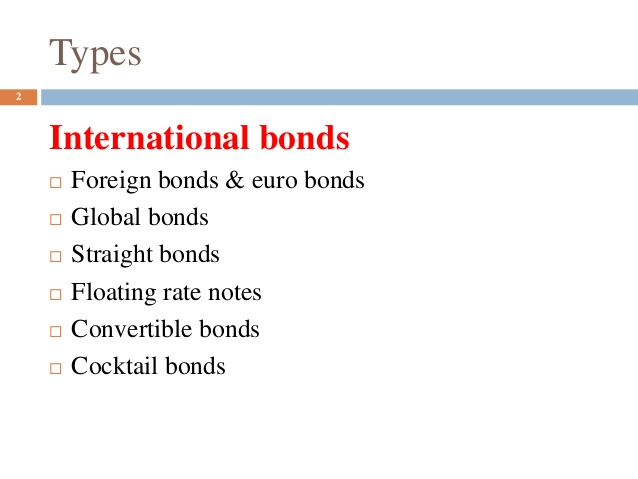 Types
2
International bonds
Foreign bonds & euro bonds
Global bonds
Straight bonds
Floating rate notes
Convertible bonds
Cocktail bonds